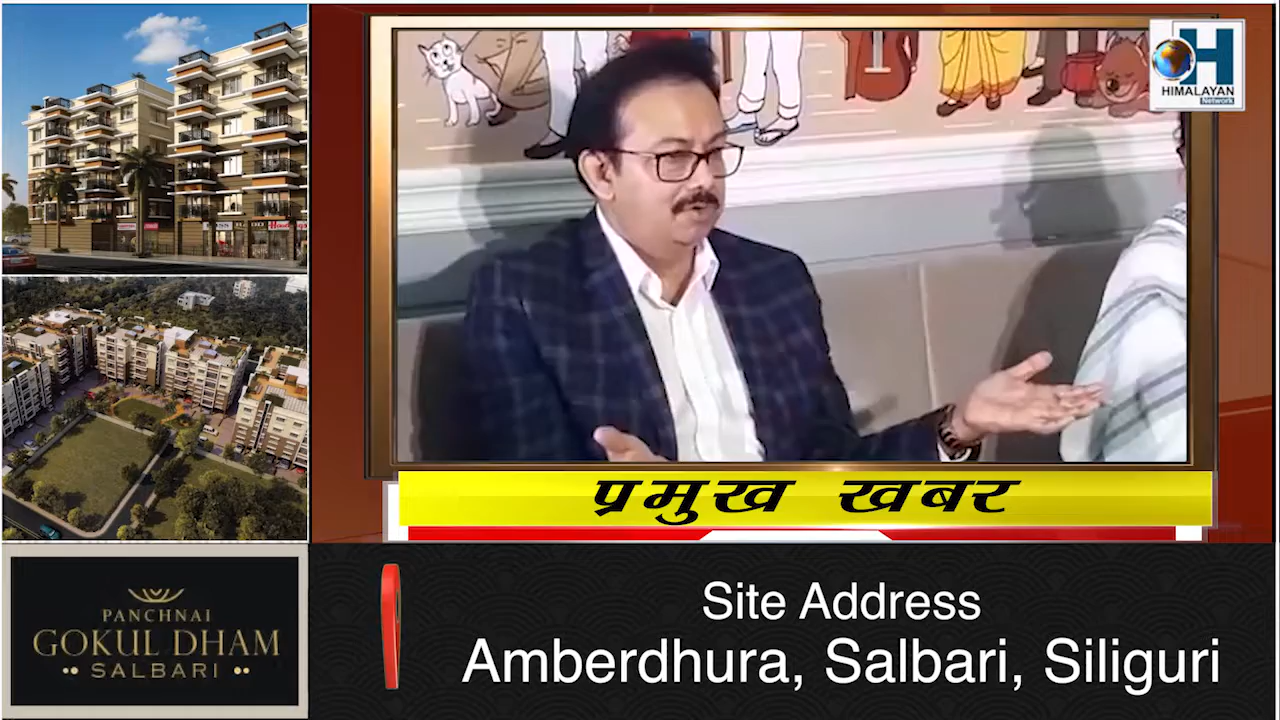 HIMALAYAN
Network
प्रमुख खबर
PANCHNAI
GOKUL DHAM
SALBARI
Site Address
Amberdhura, Salbari, Siliguri